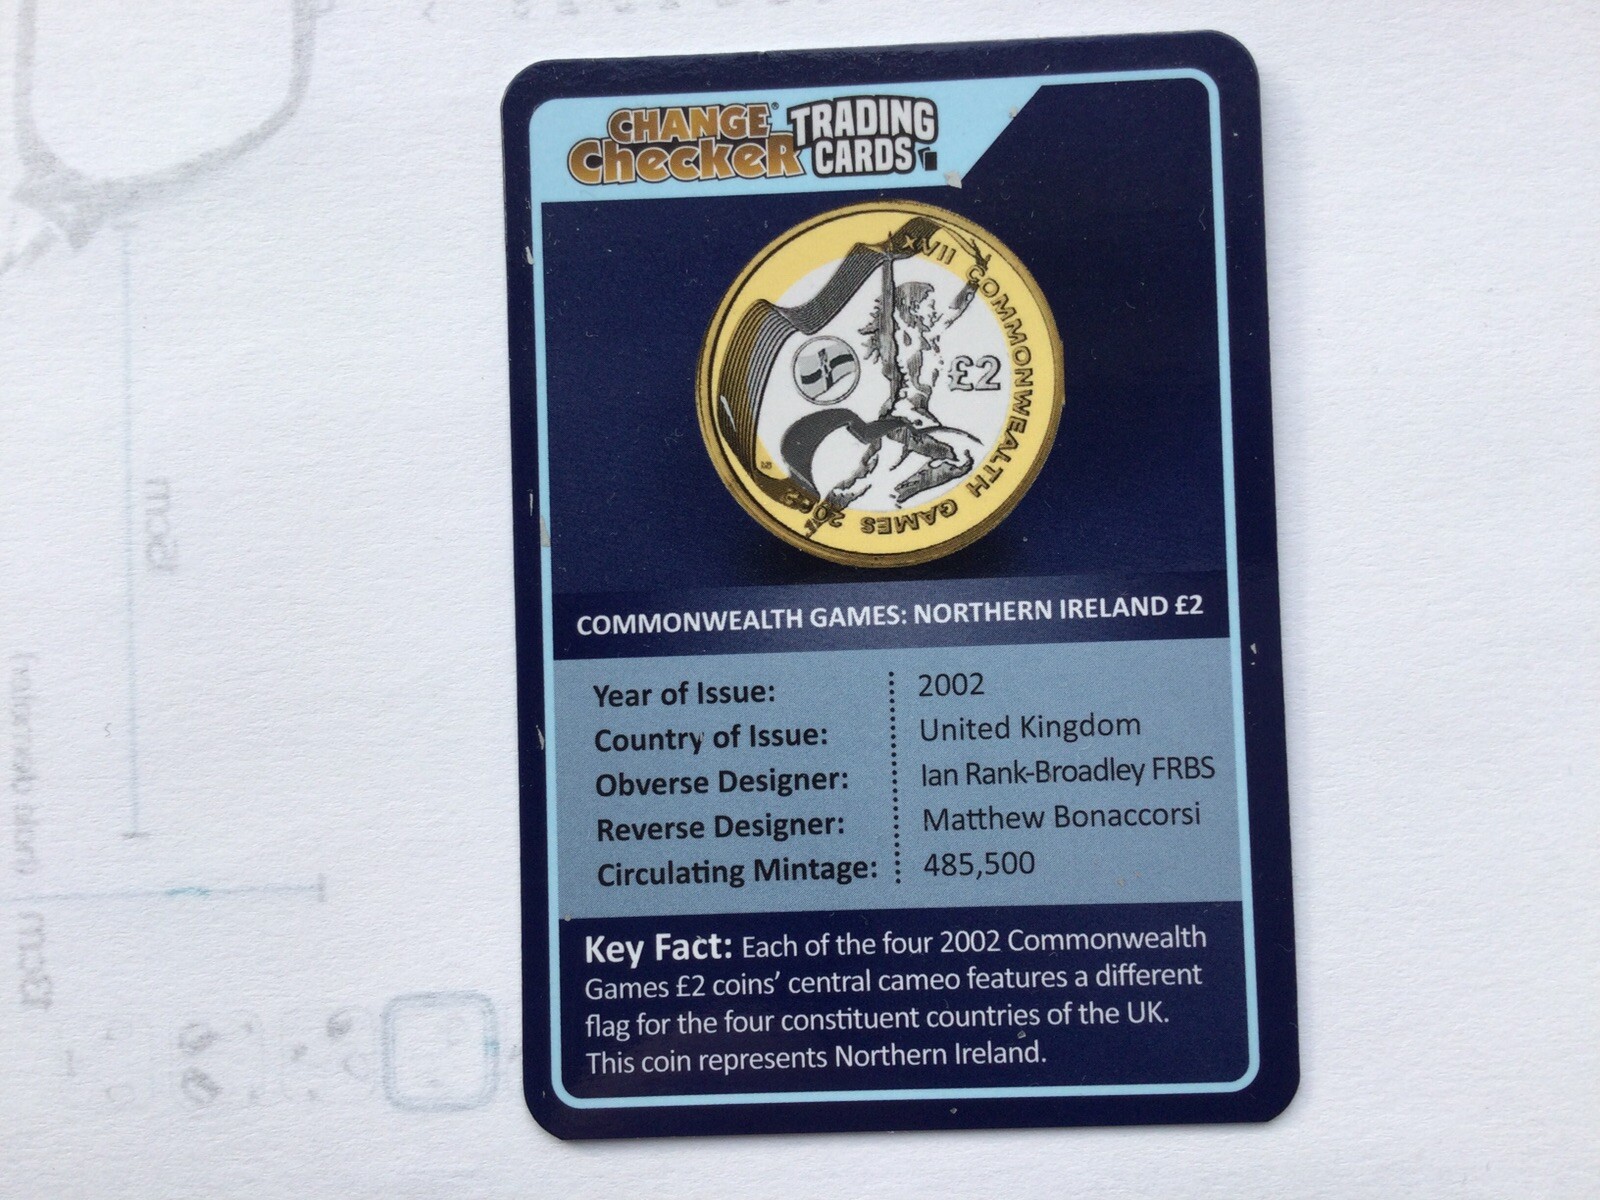 CHANGE
CHecKeR
TRADING
CARDS
XVII COMMONWEALTH GAMES 2002
£2
COMMONWEALTH GAMES: NORTHERN IRELAND £2
Year of Issue: 2002
Country of Issue: United Kingdom
Obverse Designer: Ian Rank-Broadley FRBS
Reverse Designer: Matthew Bonaccorsi
Circulating Mintage: 485,500
Key Fact: Each of the four 2002 Commonwealth
Games £2 coins’ central cameo features a different
flag for the four constituent countries of the UK.
This coin represents Northern Ireland.
13cm